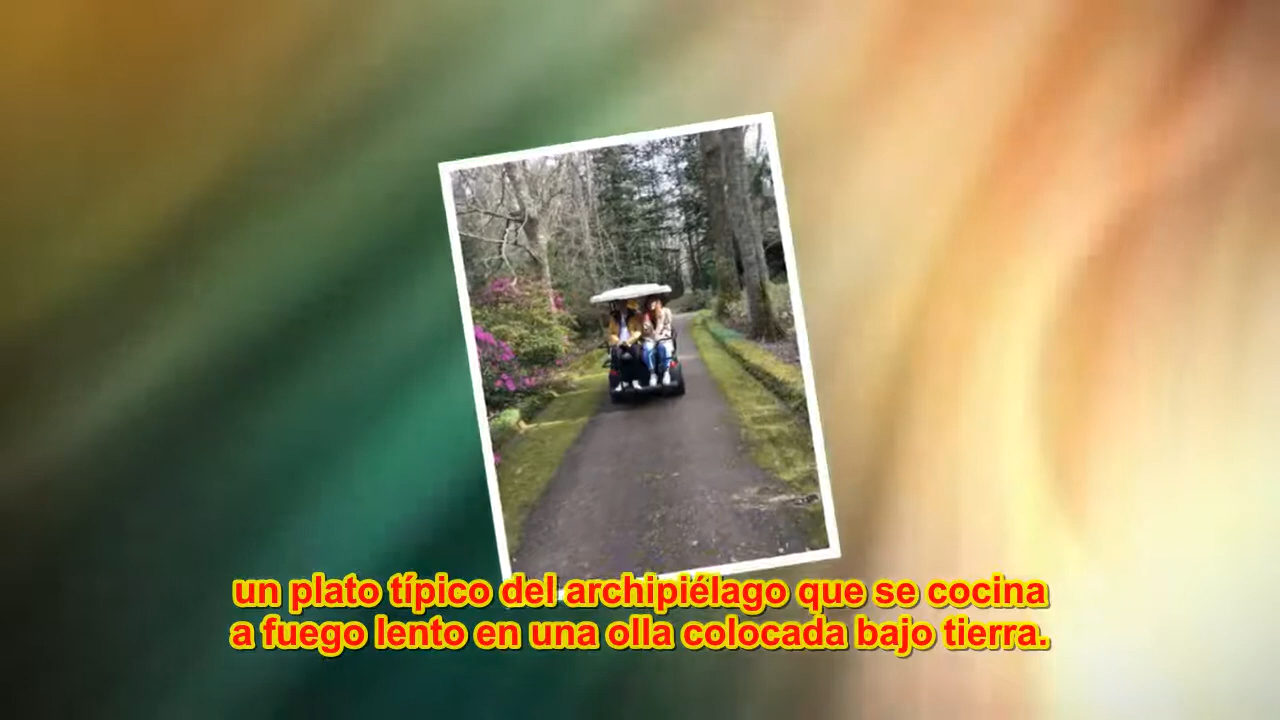 un plato típico del archipiélago que se cocina
a fuego lento en una olla colocada bajo tierra.